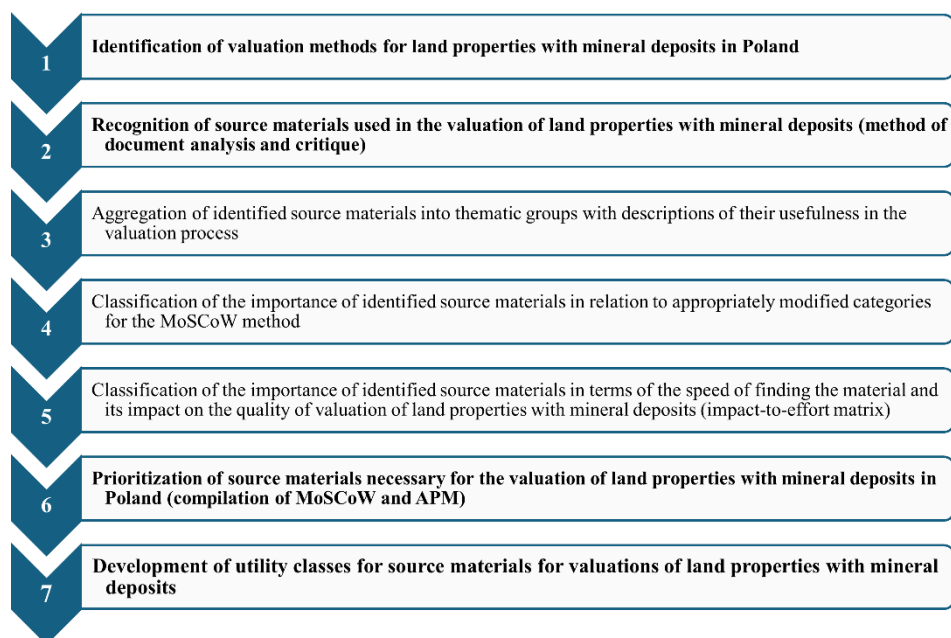 1
Identification of valuation methods for land properties with mineral deposits in Poland
2
Recognition of source materials used in the valuation of land properties with mineral deposits (method of
document analysis and critique)
3
Aggregation of identified source materials into thematic groups with descriptions of their usefulness in the
valuation process
4
Classification of the importance of identified source materials in relation to appropriately modified categories
for the MoSCoW method
5
Classification of the importance of identified source materials in terms of the speed of finding the material and
its impact on the quality of valuation of land properties with mineral deposits (impact-to-effort matrix)
6
Prioritization of source materials necessary for the valuation of land properties with mineral deposits in
Poland (compilation of MoSCoW and APM)
7
Development of utility classes for source materials for valuations of land properties with mineral
deposits